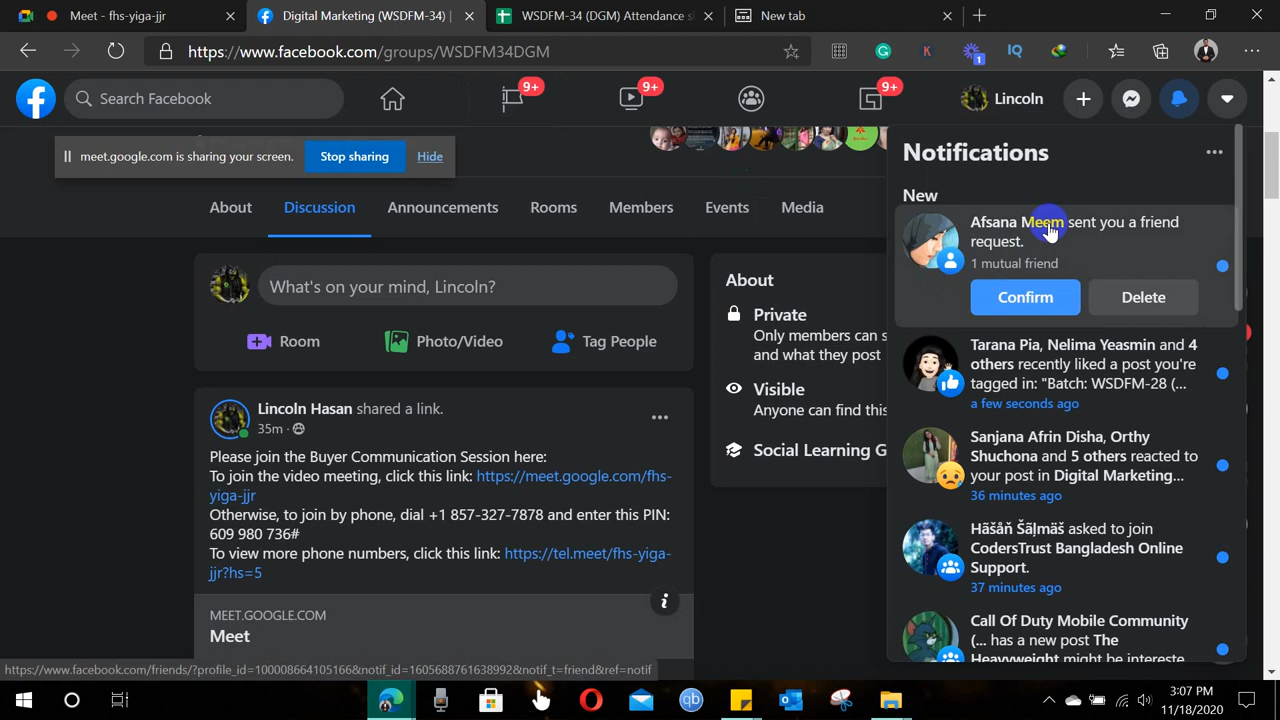 Meet - fhs-yiga-jjr
Digital Marketing (WSDFM-34) |
WSDFM-34 (DGM) Attendance s
New tab
https://www.facebook.com/groups/WSDFM34DGM
K
1
IQ
Search Facebook
9+
9+
9+
Lincoln
meet.google.com is sharing your screen.
Stop sharing
Hide
About
Discussion
Announcements
Rooms
Members
Events
Media
What's on your mind, Lincoln?
Room
Photo/Video
Tag People
Lincoln Hasan shared a link.
35m ·
Please join the Buyer Communication Session here:
To join the video meeting, click this link: https://meet.google.com/fhs-
yiga-jjr
Otherwise, to join by phone, dial +1 857-327-7878 and enter this PIN:
609 980 736#
To view more phone numbers, click this link: https://tel.meet/fhs-yiga-
jjr?hs=5
MEET.GOOGLE.COM
Meet
About
Private
Only members can s
and what they post
Visible
Anyone can find this
Social Learning G
Notifications
New
Afsana Meem sent you a friend
request.
1 mutual friend
Confirm
Delete
Tarana Pia, Nelima Yeasmin and 4
others recently liked a post you're
tagged in: "Batch: WSDFM-28 (...
a few seconds ago
Sanjana Afrin Disha, Orthy
Shuchona and 5 others reacted to
your post in Digital Marketing...
36 minutes ago
Hāšåñ Šāļmāš asked to join
CodersTrust Bangladesh Online
Support.
37 minutes ago
Call Of Duty Mobile Community
(... has a new post The
Heavyweight might be intereste
https://www.facebook.com/friends/?profile_id=100008664105166&notif_id=1605688761638992&notif_t=friend&ref=notif
qb
3:07 PM
11/18/2020